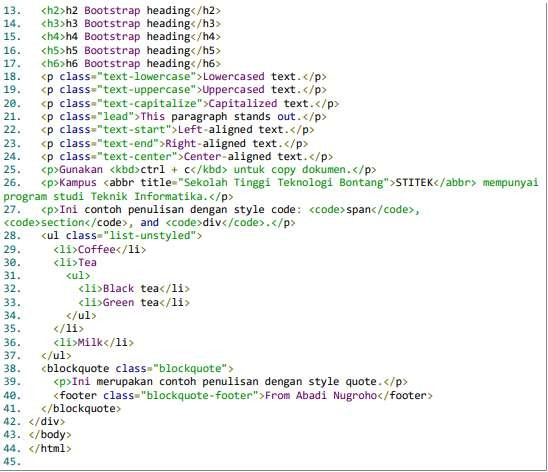 13.   <h2>h2 Bootstrap heading</h2>
14.   <h3>h3 Bootstrap heading</h3>
15.   <h4>h4 Bootstrap heading</h4>
16.   <h5>h5 Bootstrap heading</h5>
17.   <h6>h6 Bootstrap heading</h6>
18.   <p class="text-lowercase">Lowercased text.</p>
19.   <p class="text-uppercase">Uppercased text.</p>
20.   <p class="text-capitalize">Capitalized text.</p>
21.   <p class="lead">This paragraph stands out.</p>
22.   <p class="text-start">Left-aligned text.</p>
23.   <p class="text-end">Right-aligned text.</p>
24.   <p class="text-center">Center-aligned text.</p>
25.   <p>Gunakan <kbd>ctrl + c</kbd> untuk copy dokumen.</p>
26.   <p>Kampus <abbr title="Sekolah Tinggi Teknologi Bontang">STITEK</abbr> mempunyai
program studi Teknik Informatika.</p>
27.   <p>Ini contoh penulisan dengan style code: <code>span</code>,
<code>section</code>, and <code>div</code>.</p>
28.   <ul class="list-unstyled">
29.     <li>Coffee</li>
30.     <li>Tea
31.       <ul>
32.         <li>Black tea</li>
33.         <li>Green tea</li>
34.       </ul>
35.     </li>
36.     <li>Milk</li>
37.   </ul>
38.   <blockquote class="blockquote">
39.     <p>Ini merupakan contoh penulisan dengan style quote.</p>
40.     <footer class="blockquote-footer">From Abadi Nugroho</footer>
41.   </blockquote>
42. </div>
43. </body>
44. </html>
45.